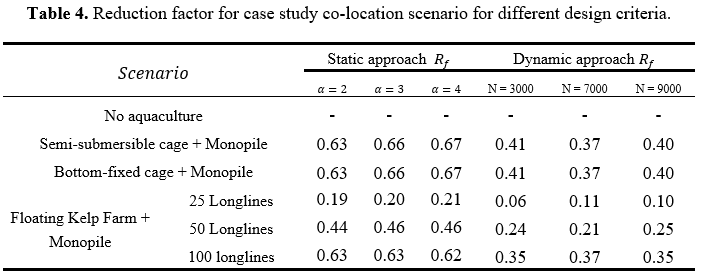 Table 4. Reduction factor for case study co-location scenario for different design criteria.
Scenario Static approach R_f Dynamic approach R_f
α = 2 α = 3 α = 4 N = 3000 N = 7000 N = 9000
No aquaculture - - - - - -
Semi-submersible cage + Monopile 0.63 0.66 0.67 0.41 0.37 0.40
Bottom-fixed cage + Monopile 0.63 0.66 0.67 0.41 0.37 0.40
Floating Kelp Farm + Monopile
25 Longlines 0.19 0.20 0.21 0.06 0.11 0.10
50 Longlines 0.44 0.46 0.46 0.24 0.21 0.25
100 longlines 0.63 0.63 0.62 0.35 0.37 0.35